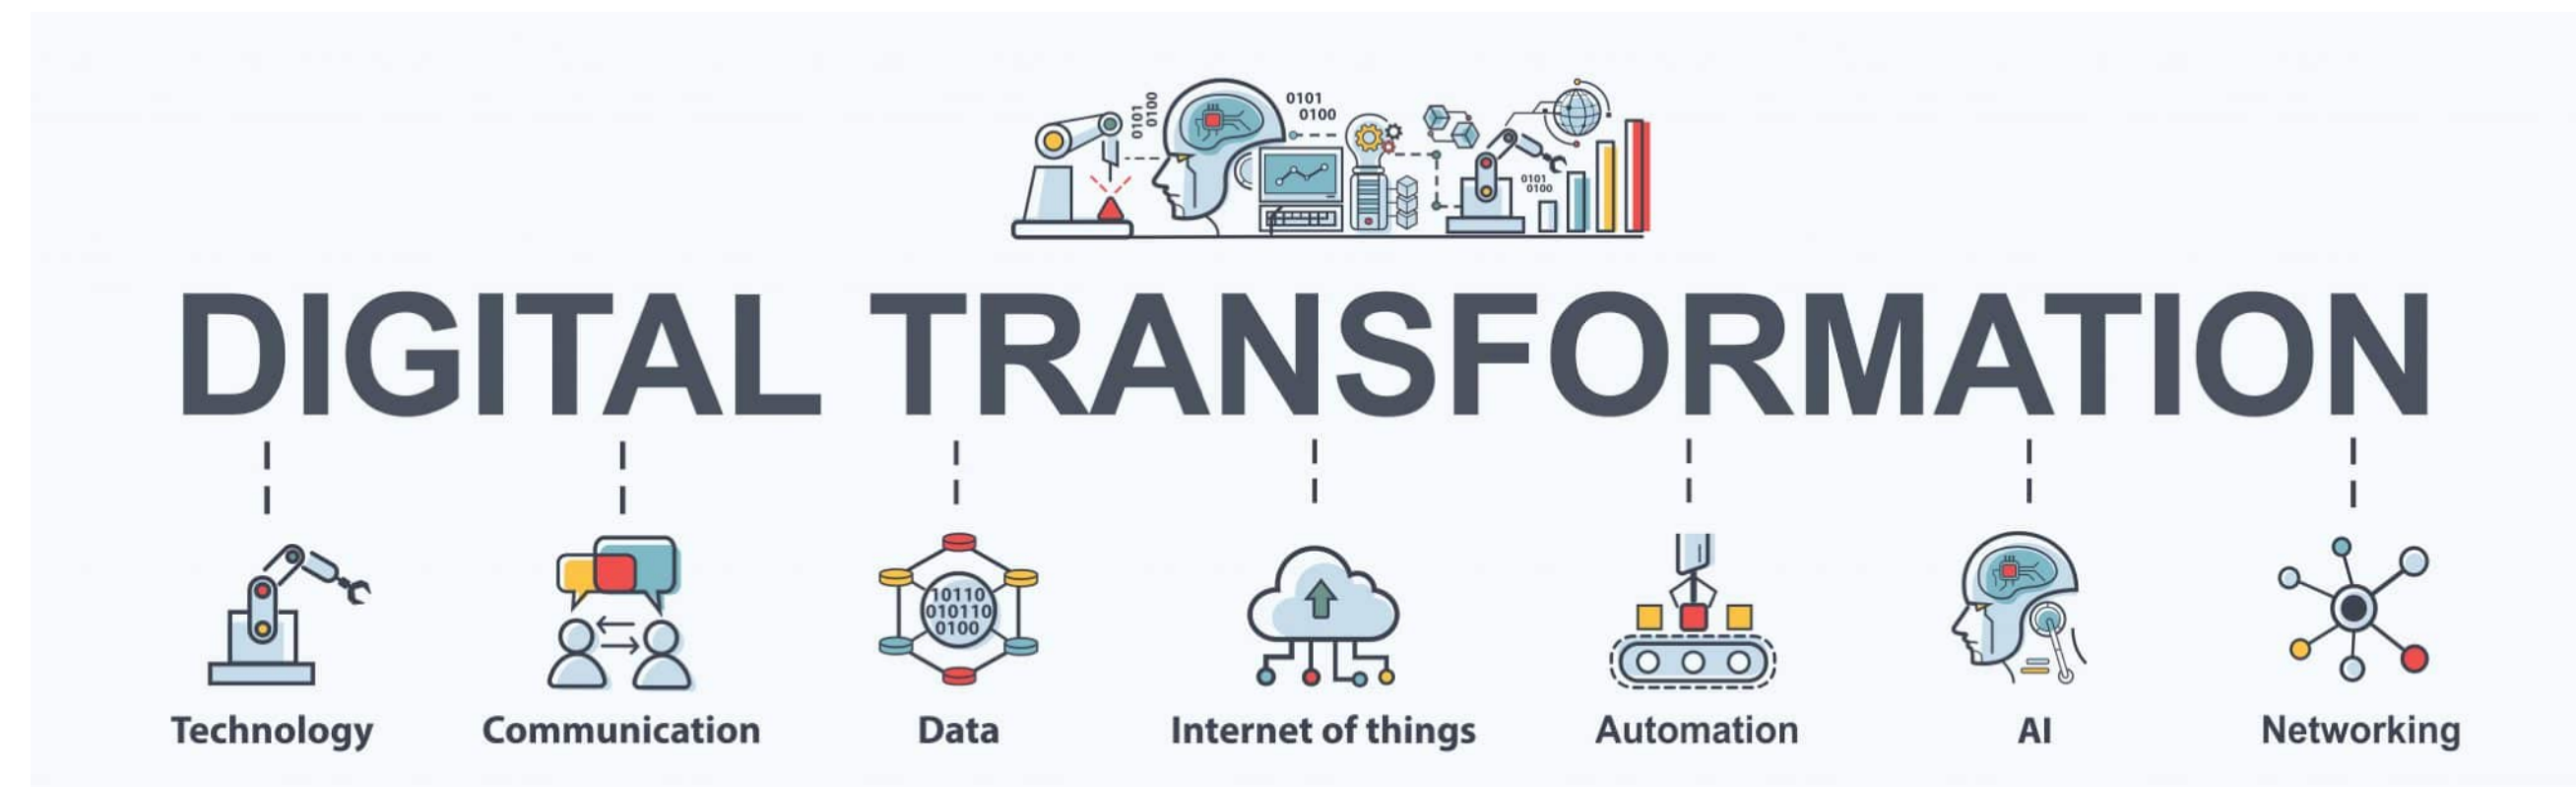 0101
0100
0101
0100
0101
0100
DIGITAL TRANSFORMATION
10110
010110
0100
Technology
Communication
Data
Internet of things
Automation
AI
Networking